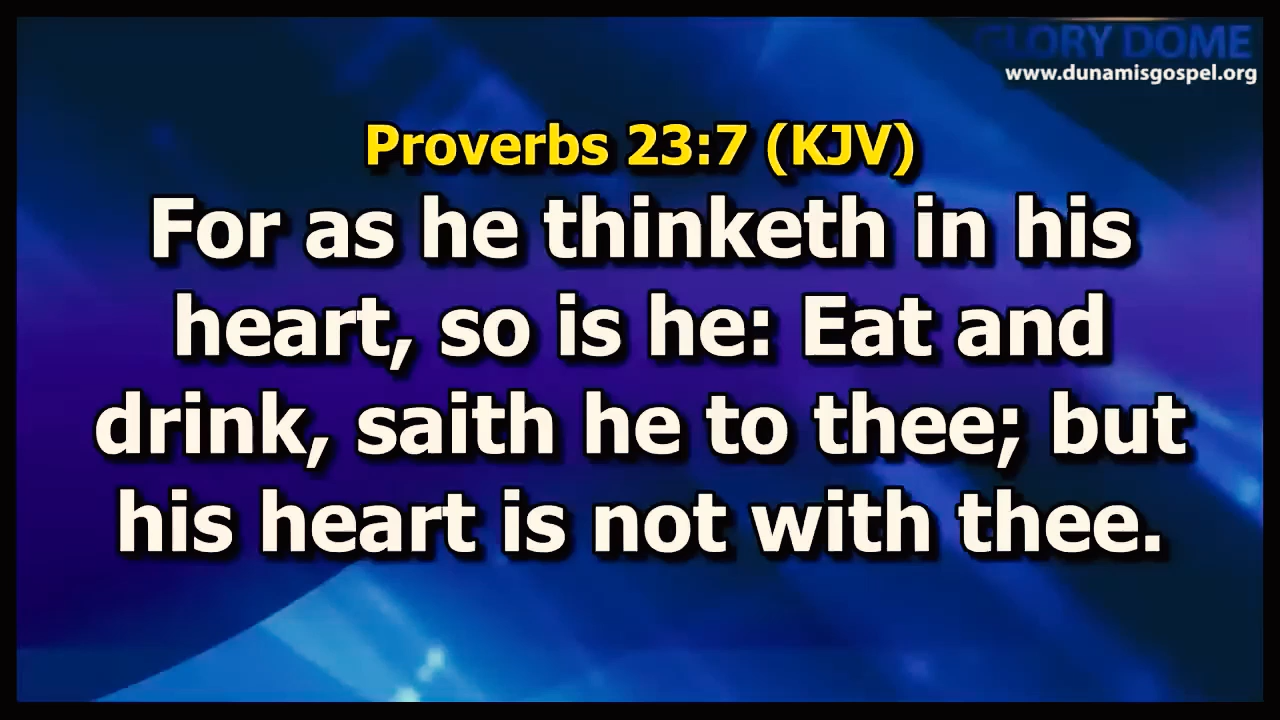 GLORY DOME
www.dunamisgospel.org
Proverbs 23:7 (KJV)
For as he thinketh in his
heart, so is he: Eat and
drink, saith he to thee; but
his heart is not with thee.